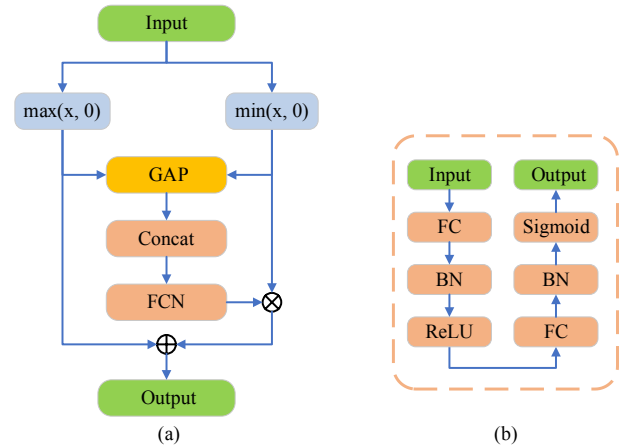 Input
max(x, 0)
min(x, 0)
GAP
Concat
FCN
Output
(a)
Input
FC
BN
ReLU
Output
Sigmoid
BN
FC
(b)